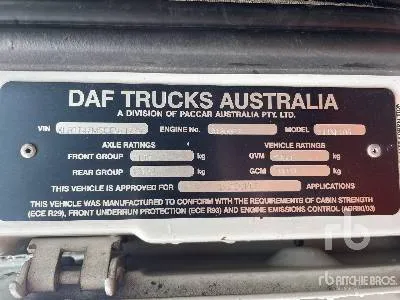 DAF TRUCKS AUSTRALIA
A DIVISION OF PACCAR AUSTRALIA PTY. LTD.
VIN ENGINE No. MODEL
AXLE RATINGS VEHICLE RATINGS
FRONT GROUP kg GVM kg
REAR GROUP kg GCM kg
THIS VEHICLE IS APPROVED FOR APPLICATIONS
THIS VEHICLE WAS MANUFACTURED TO COMFORM WITH THE REQUIREMENTS OF CABIN STRENGTH
(ECE R29), FRONT UNDERRUN PROTECTION (ECE R93) AND ENGINE EMISSIONS CONTROL (ADR80/03)
rb
RITCHIE BROS.